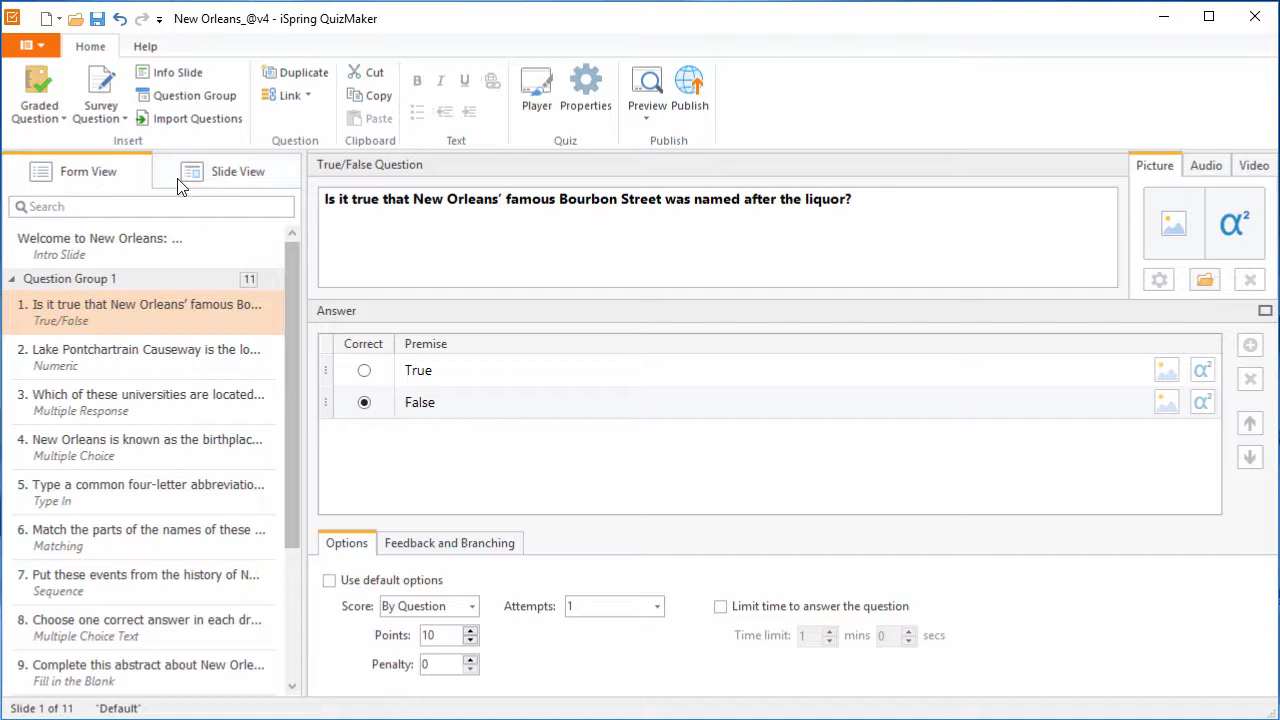 New Orleans_@v4 - iSpring QuizMaker
Home
Help
Graded Question
Survey Question
Info Slide
Question Group
Import Questions
Insert
Duplicate
Link
Question
Cut
Copy
Paste
Clipboard
B I U
Text
Player
Properties
Quiz
Preview
Publish
Publish
Form View
Slide View
Search
Welcome to New Orleans: ...
Intro Slide
Question Group 1
11
1. Is it true that New Orleans’ famous Bo...
True/False
2. Lake Pontchartrain Causeway is the lo...
Numeric
3. Which of these universities are located...
Multiple Response
4. New Orleans is known as the birthplac...
Multiple Choice
5. Type a common four-letter abbreviatio...
Type In
6. Match the parts of the names of these ...
Matching
7. Put these events from the history of N...
Sequence
8. Choose one correct answer in each dr...
Multiple Choice Text
9. Complete this abstract about New Orle...
Fill in the Blank
True/False Question
Is it true that New Orleans’ famous Bourbon Street was named after the liquor?
Picture
Audio
Video
α²
Answer
Correct
Premise
True
α²
False
α²
Options
Feedback and Branching
Use default options
Score: By Question
Attempts: 1
Limit time to answer the question
Points: 10
Time limit: 1 mins 0 secs
Penalty: 0
Slide 1 of 11
"Default"